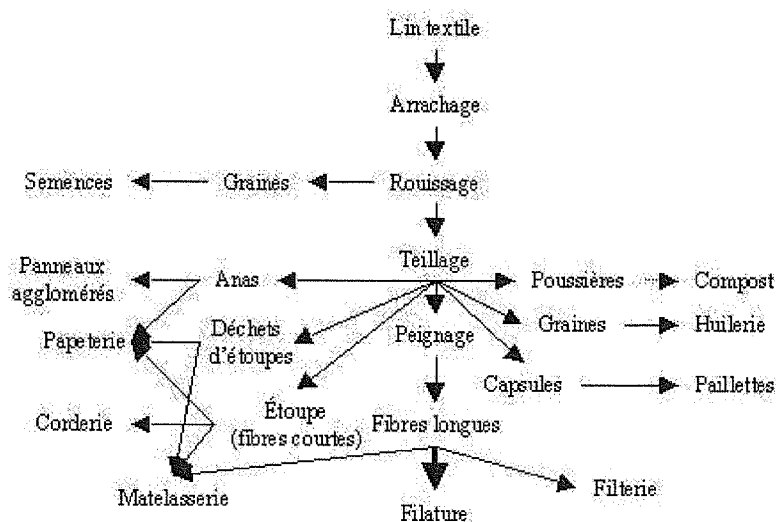 Lin textile
Arrachage
Semences
Graines
Rouissage
Teillage
Panneaux
agglomérés
Anas
Poussières
Compost
Papeterie
Déchets
d'étoupes
Peignage
Graines
Huilerie
Capsules
Paillettes
Corderie
Étoupe
(fibres courtes)
Fibres longues
Matelasserie
Filature
Filterie